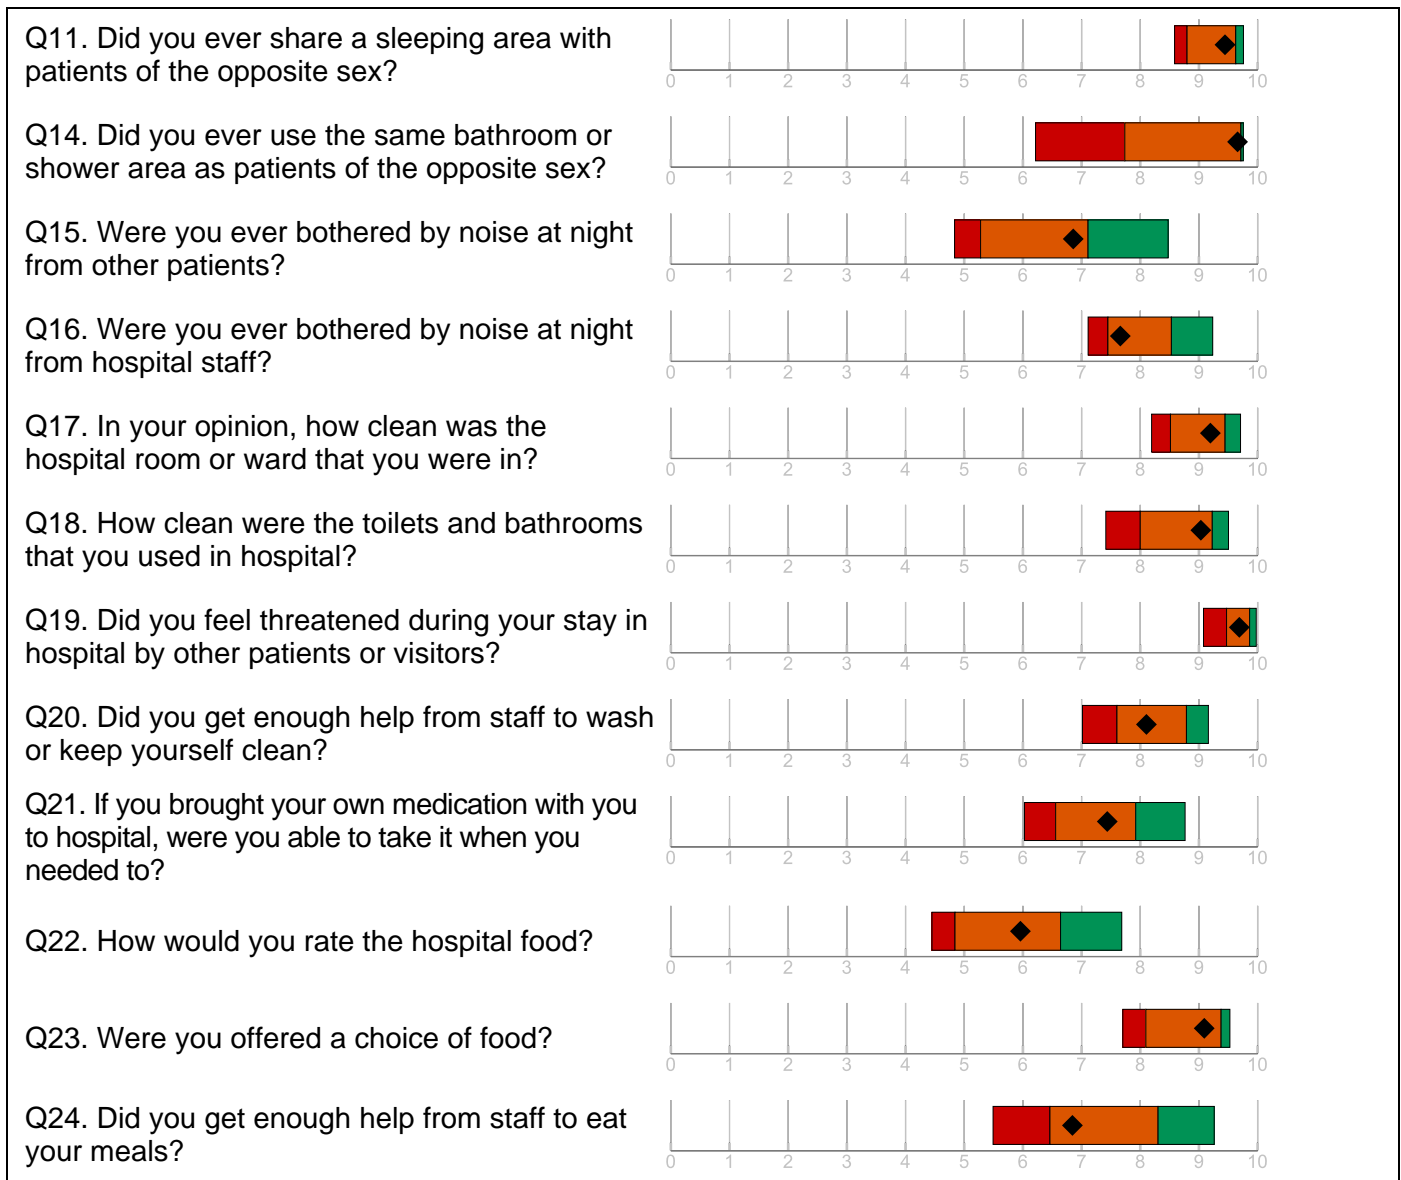 Q11. Did you ever share a sleeping area with
patients of the opposite sex?
0 1 2 3 4 5 6 7 8 9 10
Q14. Did you ever use the same bathroom or
shower area as patients of the opposite sex?
0 1 2 3 4 5 6 7 8 9 10
Q15. Were you ever bothered by noise at night
from other patients?
0 1 2 3 4 5 6 7 8 9 10
Q16. Were you ever bothered by noise at night
from hospital staff?
0 1 2 3 4 5 6 7 8 9 10
Q17. In your opinion, how clean was the
hospital room or ward that you were in?
0 1 2 3 4 5 6 7 8 9 10
Q18. How clean were the toilets and bathrooms
that you used in hospital?
0 1 2 3 4 5 6 7 8 9 10
Q19. Did you feel threatened during your stay in
hospital by other patients or visitors?
0 1 2 3 4 5 6 7 8 9 10
Q20. Did you get enough help from staff to wash
or keep yourself clean?
0 1 2 3 4 5 6 7 8 9 10
Q21. If you brought your own medication with you
to hospital, were you able to take it when you
needed to?
0 1 2 3 4 5 6 7 8 9 10
Q22. How would you rate the hospital food?
0 1 2 3 4 5 6 7 8 9 10
Q23. Were you offered a choice of food?
0 1 2 3 4 5 6 7 8 9 10
Q24. Did you get enough help from staff to eat
your meals?
0 1 2 3 4 5 6 7 8 9 10